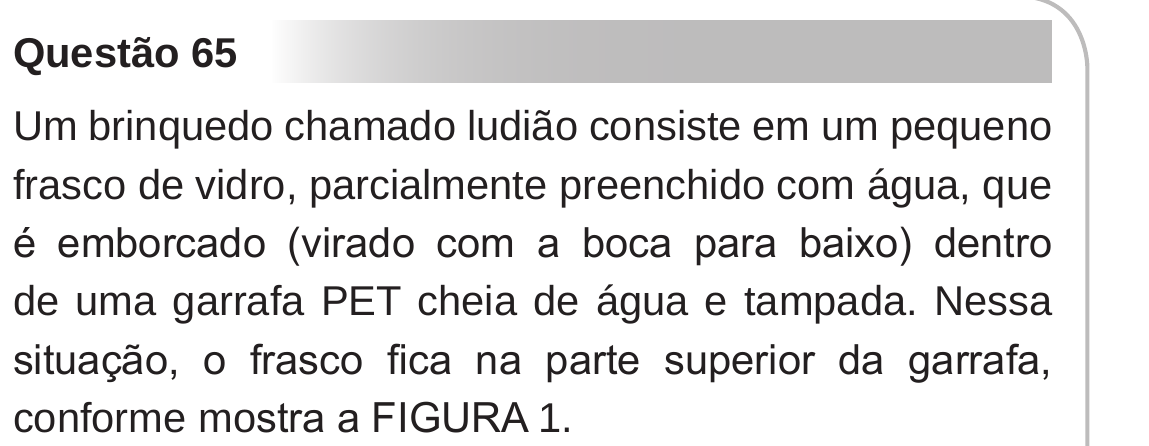 Questão 65
Um brinquedo chamado ludião consiste em um pequeno
frasco de vidro, parcialmente preenchido com água, que
é emborcado (virado com a boca para baixo) dentro
de uma garrafa PET cheia de água e tampada. Nessa
situação, o frasco fica na parte superior da garrafa,
conforme mostra a FIGURA 1.